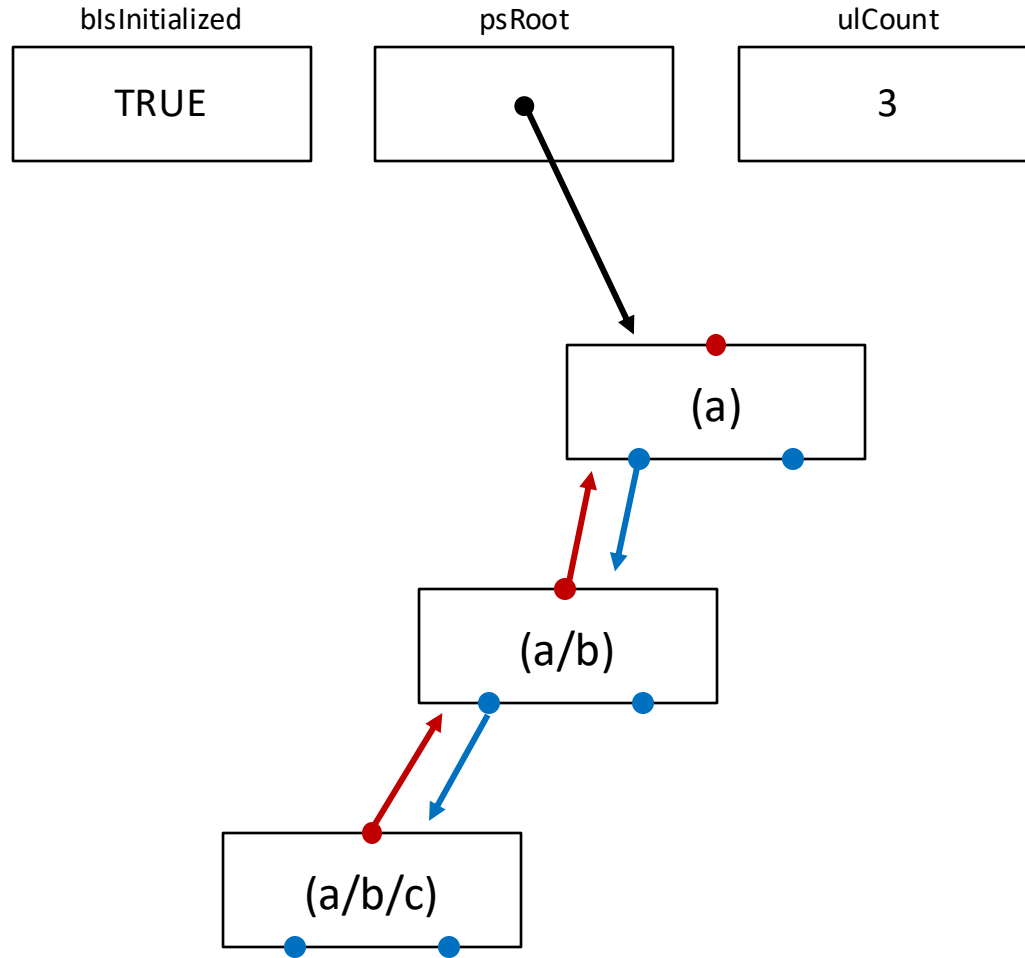 bIsInitialized
psRoot
ulCount
TRUE
3
(a)
(a/b)
(a/b/c)